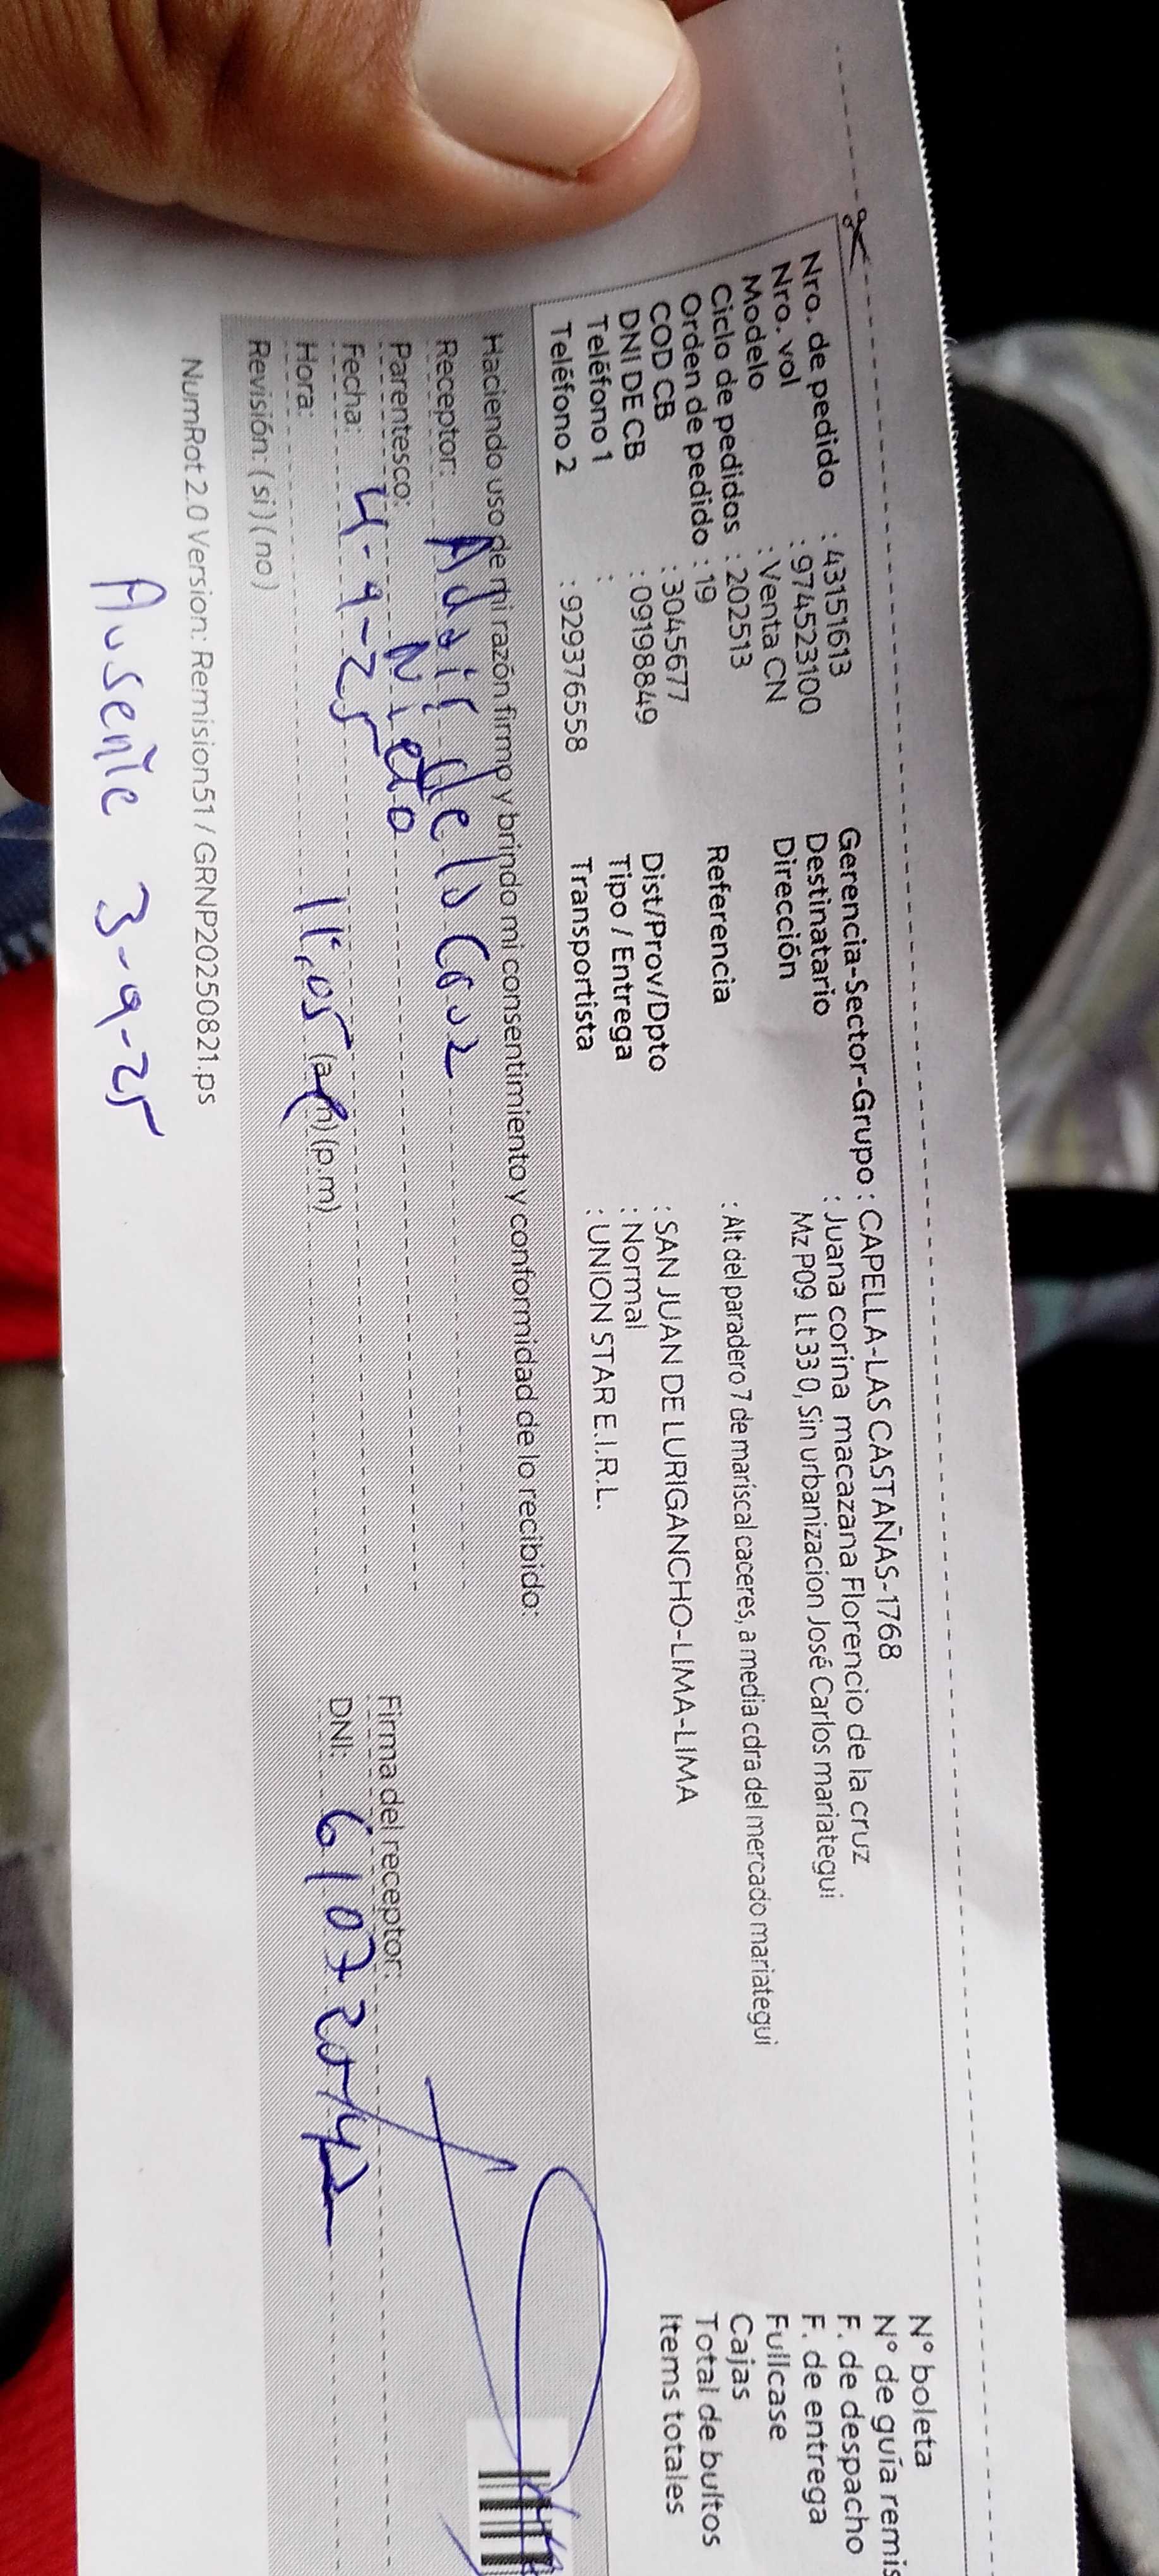 Nro. de pedido : 43151613
Nro. vol : 974523100
Modelo : Venta CN
Ciclo de pedidos : 202513
Orden de pedido : 19
COD CB : 3045677
DNI DE CB : 09198849
Teléfono 1 :
Teléfono 2 : 929376558
Gerencia-Sector-Grupo : CAPELLA-LAS CASTAÑAS-1768
Destinatario : Juana corina macazana Florencio de la cruz
Dirección Mz P09 Lt 33 0, Sin urbanizacion José Carlos mariategui
Referencia : Alt del paradero 7 de mariscal caceres, a media cdra del mercado mariategui
Dist/Prov/Dpto : SAN JUAN DE LURIGANCHO-LIMA-LIMA
Tipo / Entrega : Normal
Transportista : UNION STAR E.I.R.L.
N° boleta
N° de guía remis
F. de despacho
F. de entrega
Fullcase
Cajas
Total de bultos
Items totales
Haciendo uso de mi razón firmo y brindo mi consentimiento y conformidad de lo recibido:
Receptor: Adair de la Cruz
Parentesco: Nieto
Fecha: 4-9-25
Hora: 11:05 (a.m) (p.m)
Revisión: (si) (no)
Firma del receptor:
DNI: 61072542
NumRot 2.0 Version: Remision51 / GRNP20250821.ps
Ausente 3-9-25